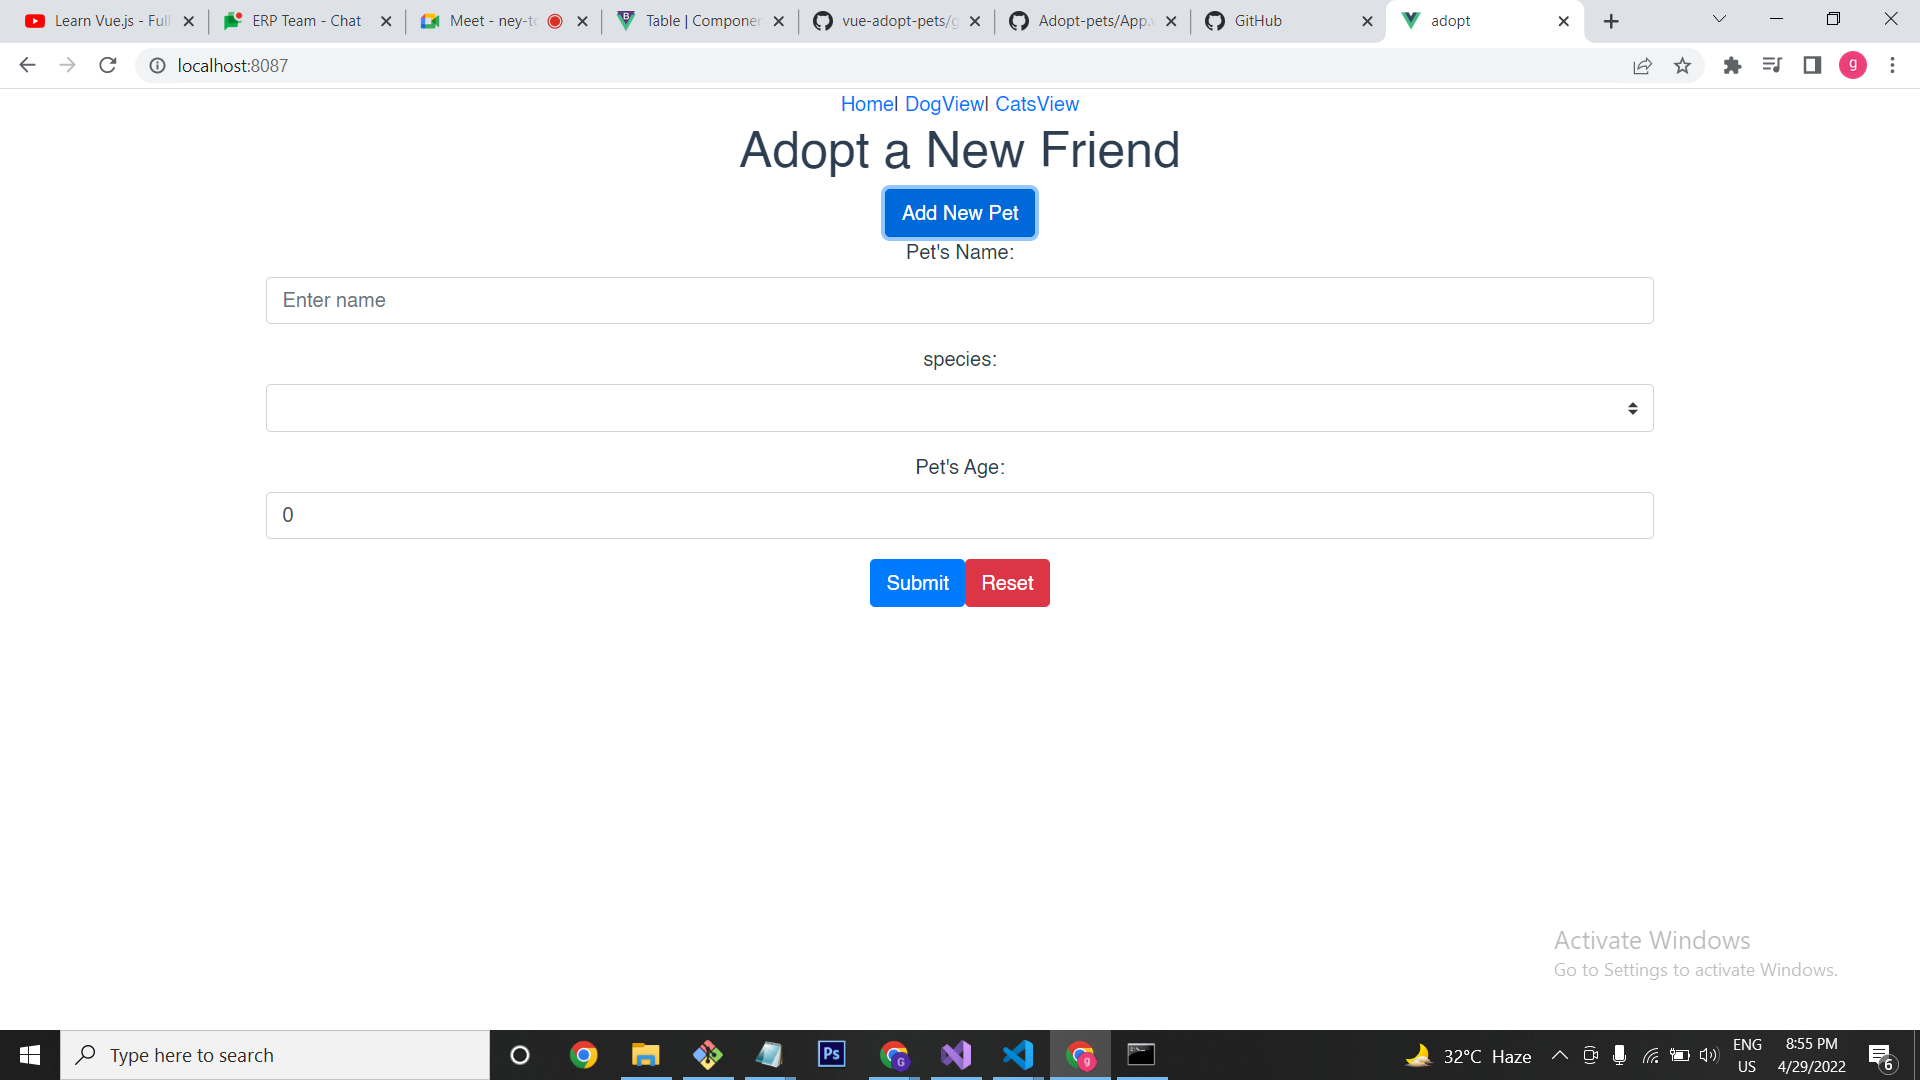 Learn Vue.js - Full
ERP Team - Chat
Meet - ney-to
Table | Componen
vue-adopt-pets/g
Adopt-pets/App.v
GitHub
adopt
localhost:8087
g
Home| DogView| CatsView
Adopt a New Friend
Add New Pet
Pet's Name:
Enter name
species:
Pet's Age:
0
Submit
Reset
Activate Windows
Go to Settings to activate Windows.
Type here to search
Ps
G
g
32°C Haze
ENG
US
8:55 PM
4/29/2022
6